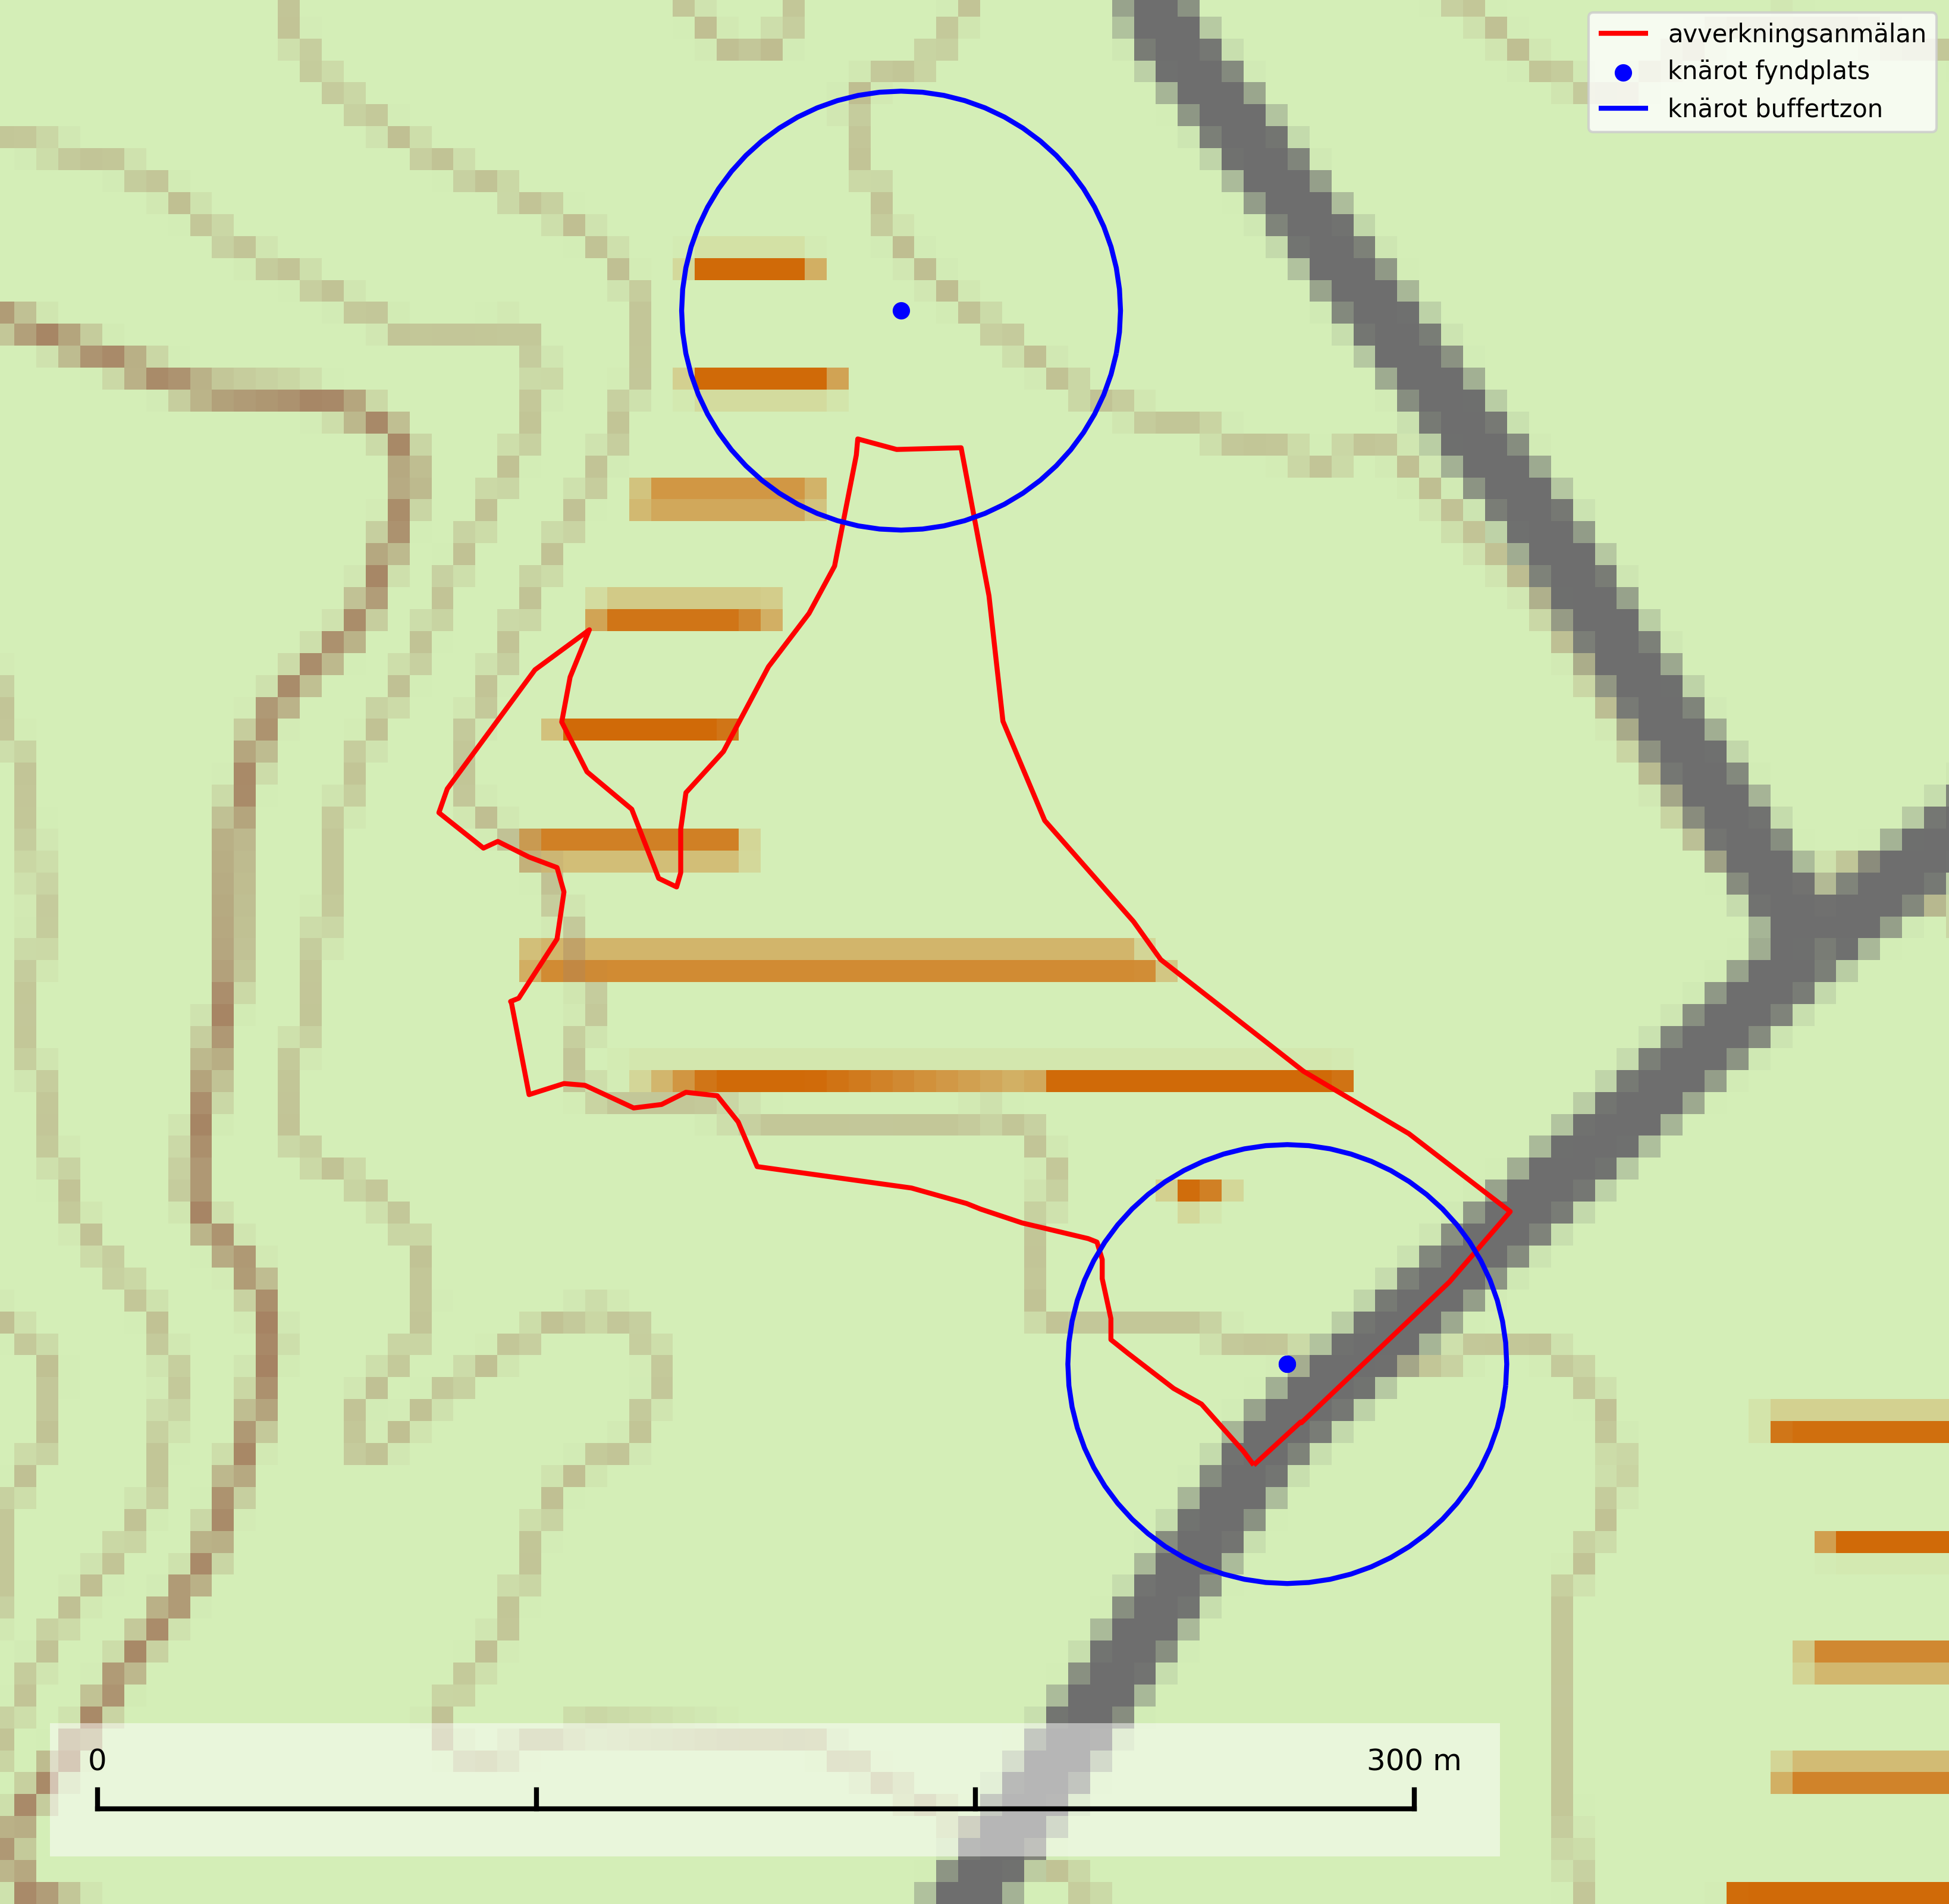 avverkningsanmälan
knärot fyndplats
knärot buffertzon
0 300 m